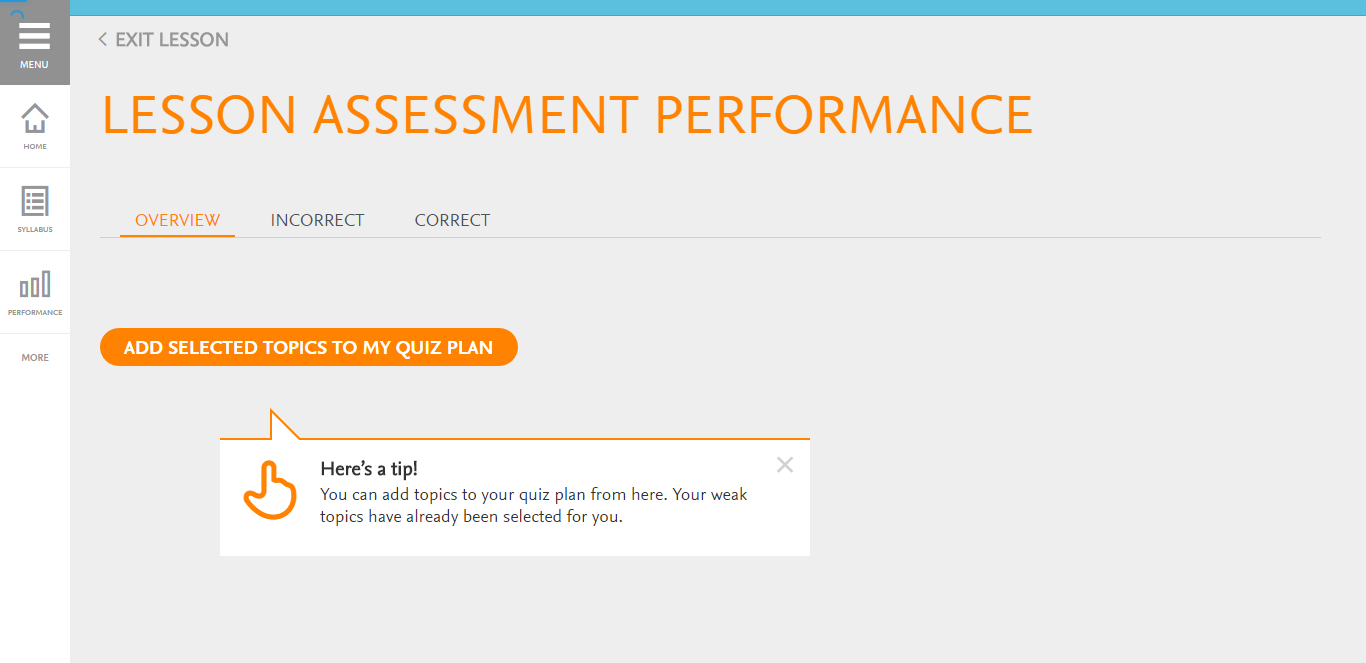 MENU
HOME
SYLLABUS
PERFORMANCE
MORE
EXIT LESSON
LESSON ASSESSMENT PERFORMANCE
OVERVIEW INCORRECT CORRECT
ADD SELECTED TOPICS TO MY QUIZ PLAN
Here's a tip!
You can add topics to your quiz plan from here. Your weak
topics have already been selected for you.